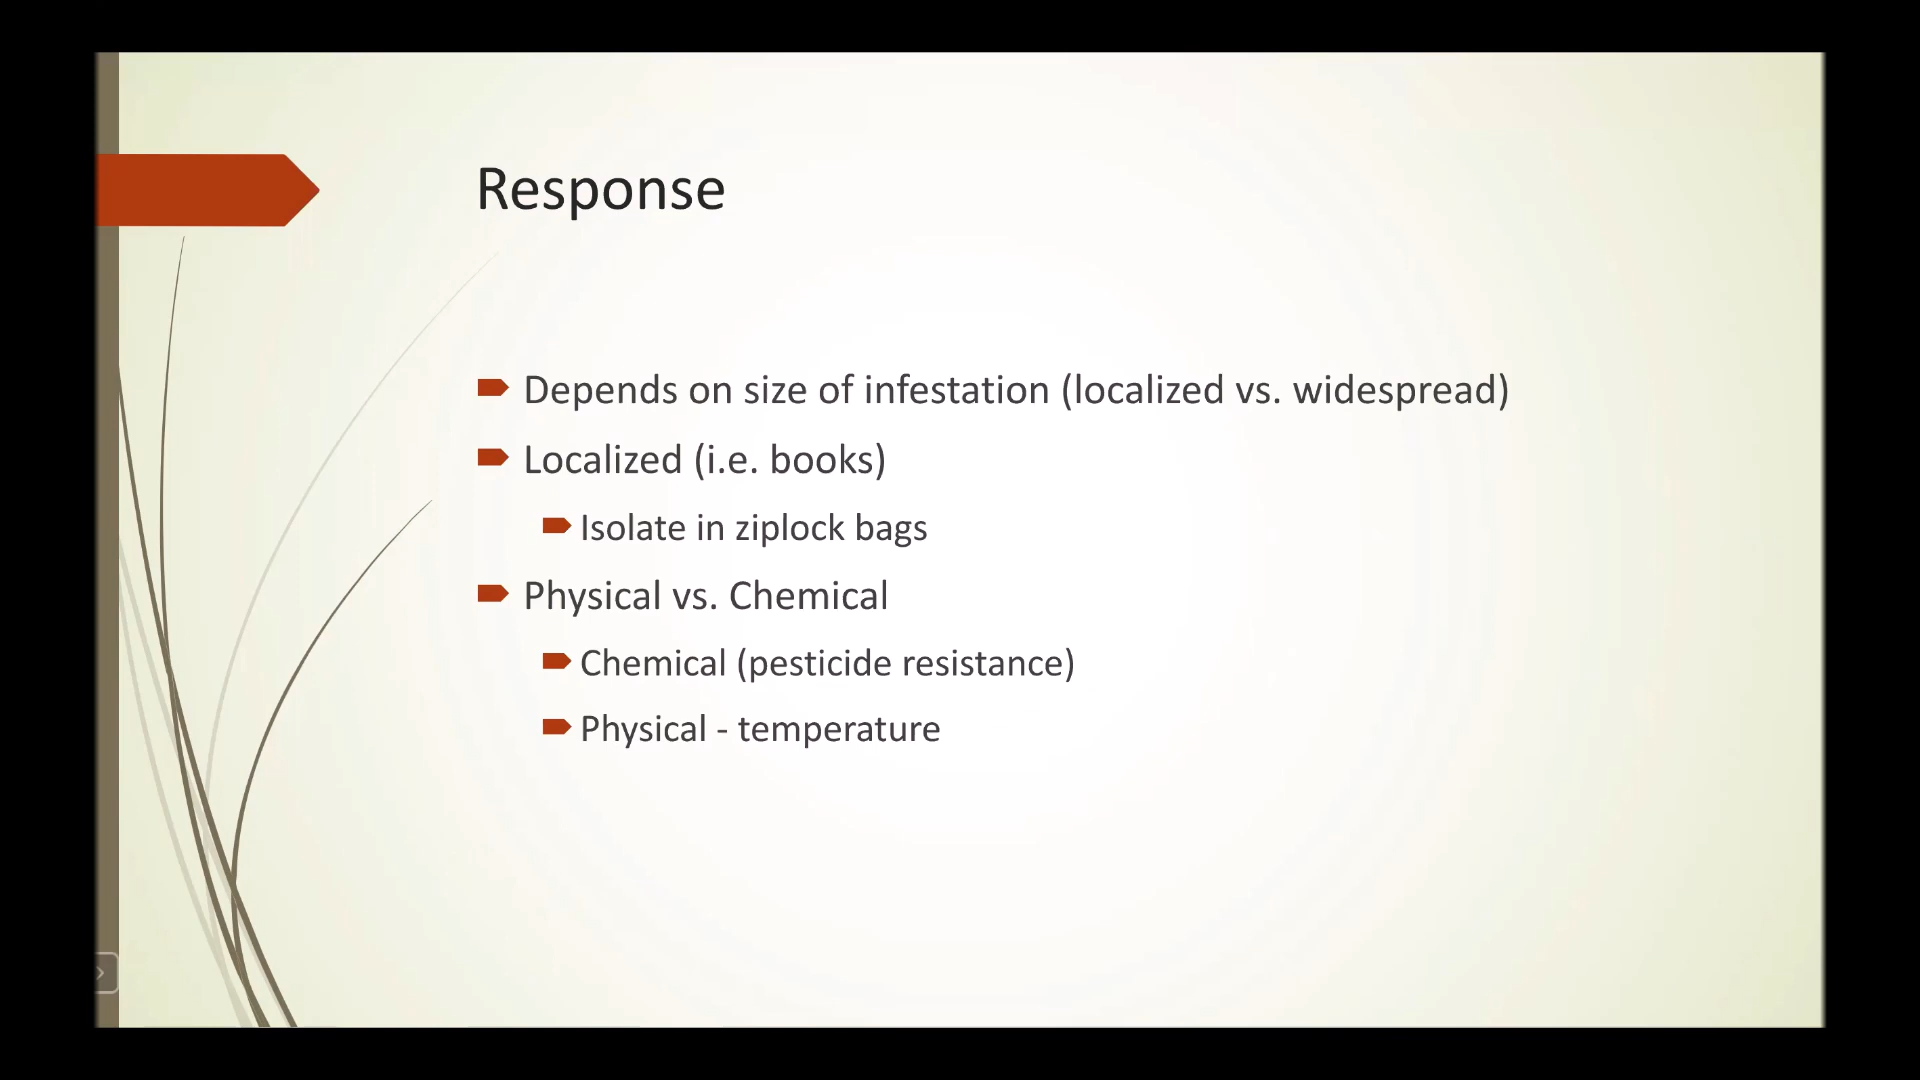 Response
Depends on size of infestation (localized vs. widespread)
Localized (i.e. books)
Isolate in ziplock bags
Physical vs. Chemical
Chemical (pesticide resistance)
Physical - temperature